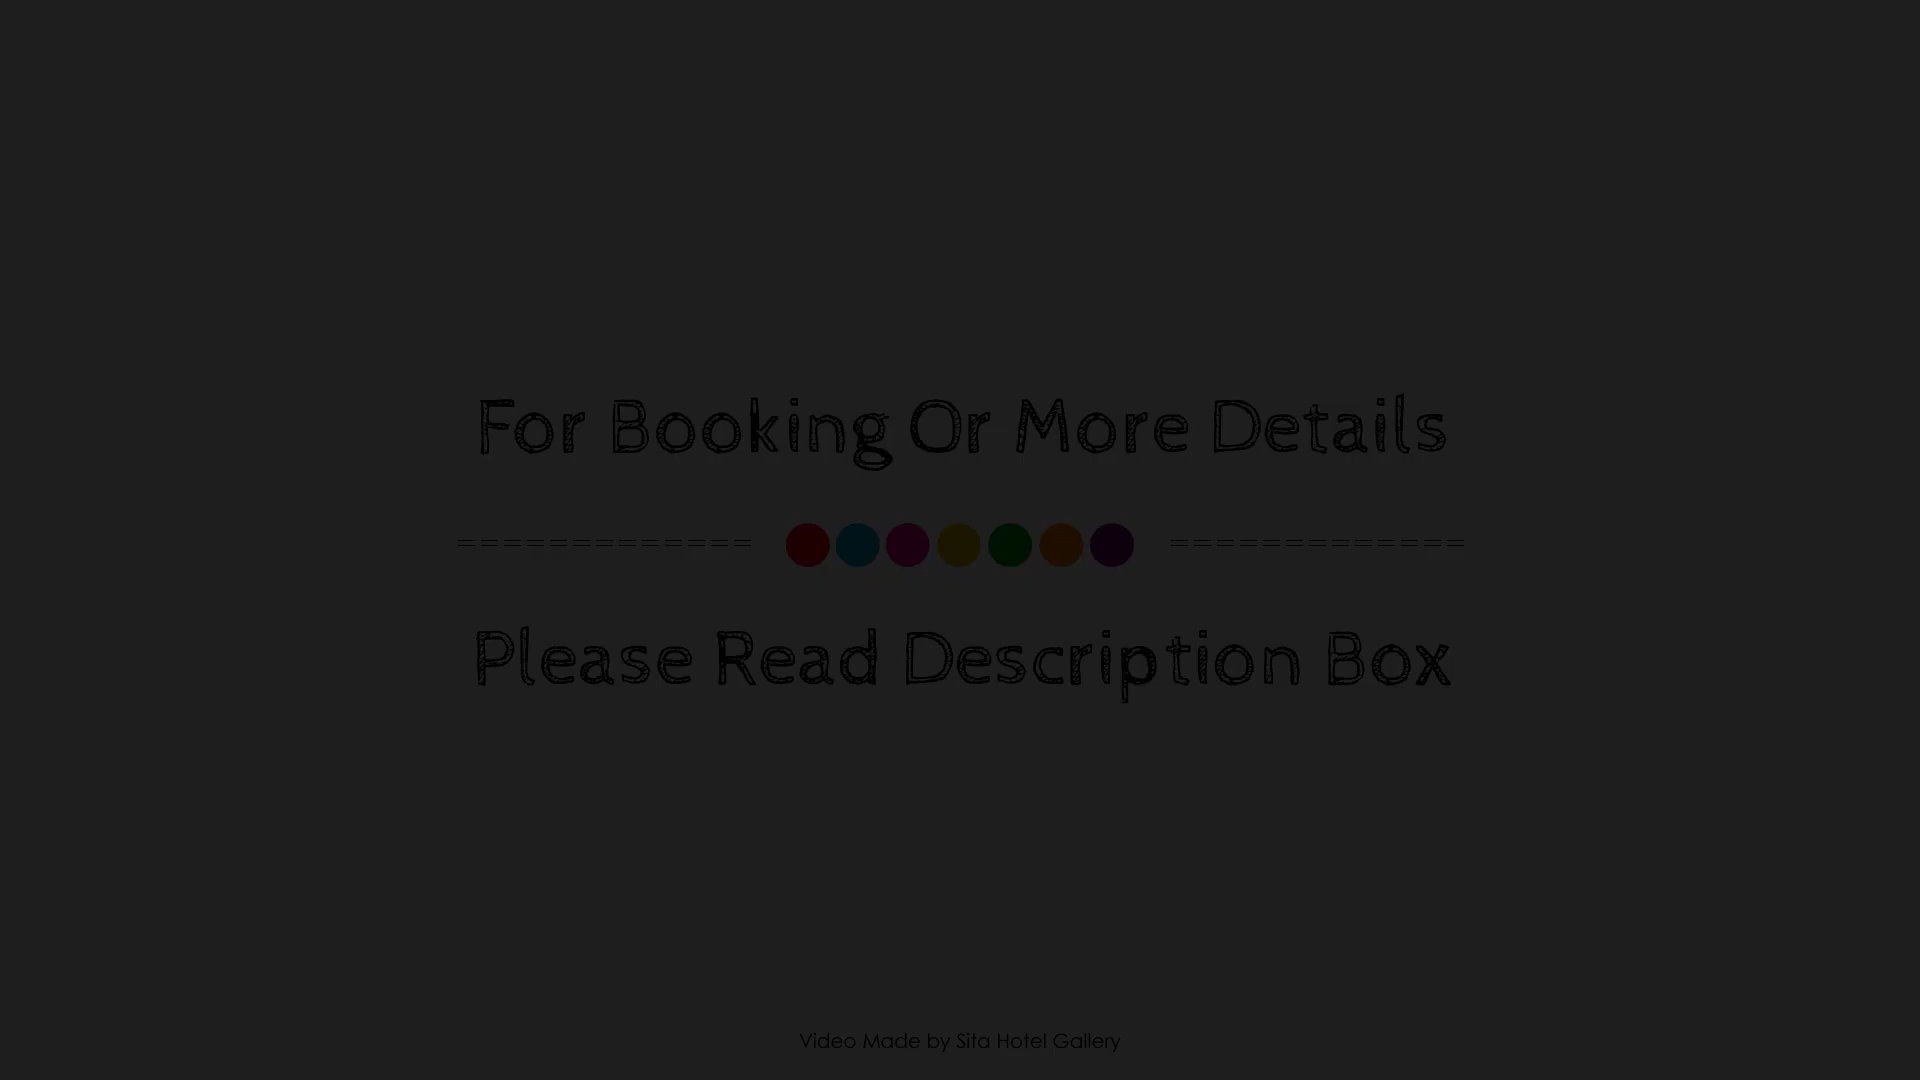 For Booking Or More Details
============= =============
Please Read Description Box
Video Made by Sita Hotel Gallery